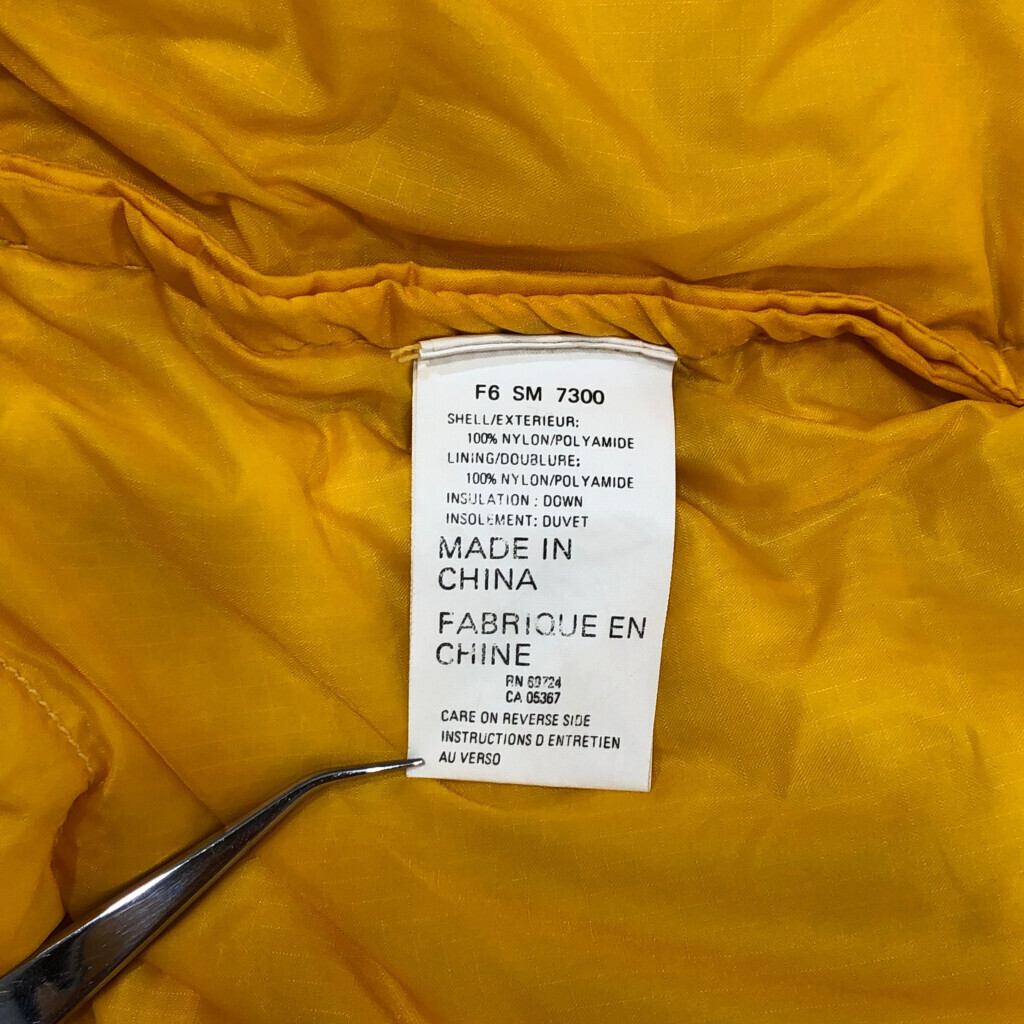 F6 SM 7300
SHELL/EXTERIEUR:
100% NYLON/POLYAMIDE
LINING/DOUBLURE:
100% NYLON/POLYAMIDE
INSULATION : DOWN
INSOLEMENT: DUVET
MADE IN
CHINA
FABRIQUE EN
CHINE
RN
CA 05367
CARE ON REVERSE SIDE
INSTRUCTIONS D ENTRETIEN
AU VERSO